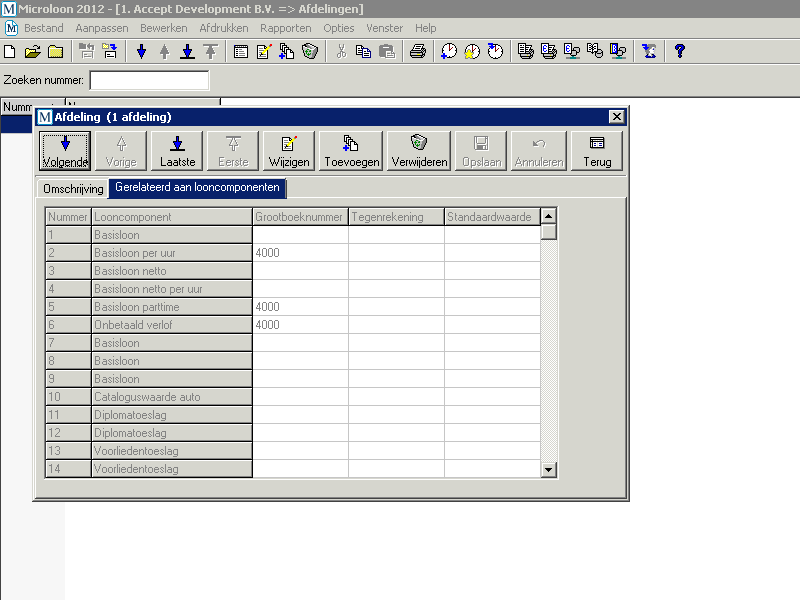 Microloon 2012 - [1. Accept Development B.V. => Afdelingen]
Bestand Aanpassen Bewerken Afdrukken Rapporten Opties Venster Help
Zoeken nummer:
Afdeling (1 afdeling)
Volgende Vorige Laatste Eerste Wijzigen Toevoegen Verwijderen Opslaan Annuleren Terug
Omschrijving Gerelateerd aan looncomponenten
Nummer Looncomponent Grootboeknummer Tegenrekening Standaardwaarde
1 Basisloon
2 Basisloon per uur 4000
3 Basisloon netto
4 Basisloon netto per uur
5 Basisloon parttime 4000
6 Onbetaald verlof 4000
7 Basisloon
8 Basisloon
9 Basisloon
10 Cataloguswaarde auto
11 Diplomatoeslag
12 Diplomatoeslag
13 Voorliedentoeslag
14 Voorliedentoeslag